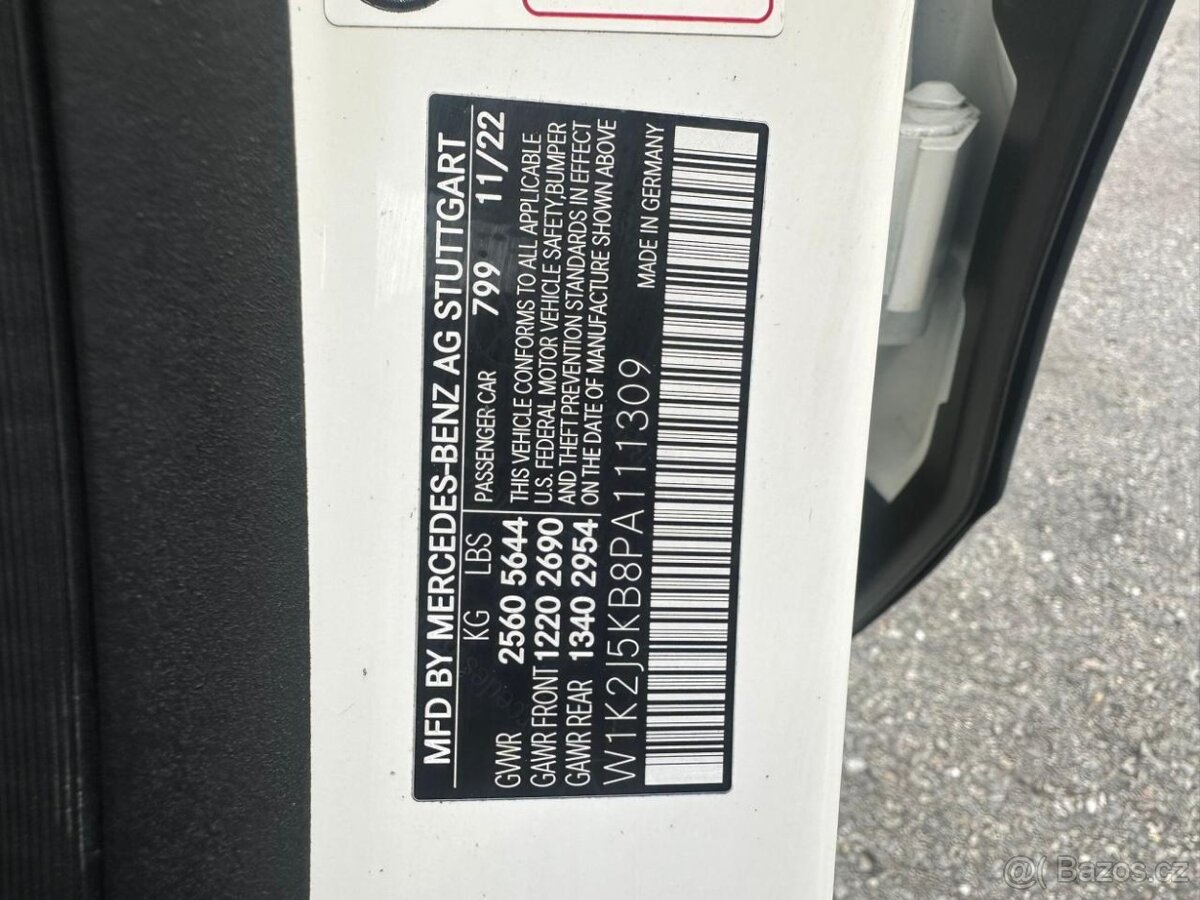 MFD BY MERCEDES-BENZ AG STUTTGART
KG LBS PASSENGER CAR 799 11/22
GVWR 2560 5644 THIS VEHICLE CONFORMS TO ALL APPLICABLE
GAWR FRONT 1220 2690 U.S. FEDERAL MOTOR VEHICLE SAFETY,BUMPER
GAWR REAR 1340 2954 AND THEFT PREVENTION STANDARDS IN EFFECT
ON THE DATE OF MANUFACTURE SHOWN ABOVE
W1K2J5KB8PA111309 MADE IN GERMANY
@( Bazos.cz